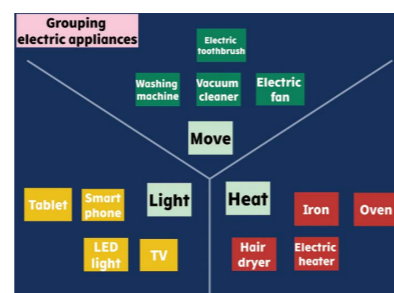 Grouping
electric appliances
Electric
toothbrush
Washing
machine
Vacuum
cleaner
Electric
fan
Move
Tablet
Smart
phone
Light
LED
light
TV
Heat
Iron
Oven
Hair
dryer
Electric
heater